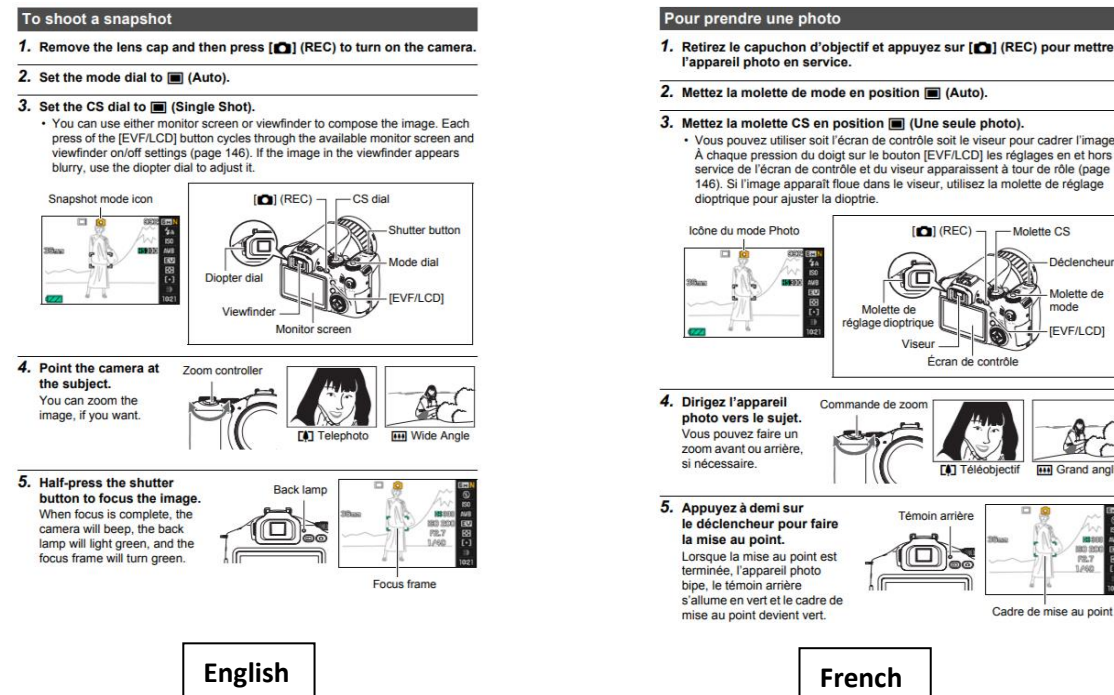 To shoot a snapshot
1. Remove the lens cap and then press [ ] (REC) to turn on the camera.
2. Set the mode dial to (Auto).
3. Set the CS dial to (Single Shot).
• You can use either monitor screen or viewfinder to compose the image. Each
press of the [EVF/LCD] button cycles through the available monitor screen and
viewfinder on/off settings (page 146). If the image in the viewfinder appears
blurry, use the diopter dial to adjust it.
Snapshot mode icon
[ ] (REC)
CS dial
Shutter button
Mode dial
[EVF/LCD]
Diopter dial
Viewfinder
Monitor screen
4. Point the camera at
the subject.
You can zoom the
image, if you want.
Zoom controller
[ ] Telephoto
Wide Angle
5. Half-press the shutter
button to focus the image.
When focus is complete, the
camera will beep, the back
lamp will light green, and the
focus frame will turn green.
Back lamp
Focus frame
English
Pour prendre une photo
1. Retirez le capuchon d'objectif et appuyez sur [ ] (REC) pour mettre
l'appareil photo en service.
2. Mettez la molette de mode en position (Auto).
3. Mettez la molette CS en position (Une seule photo).
• Vous pouvez utiliser soit l'écran de contrôle soit le viseur pour cadrer l'image
À chaque pression du doigt sur le bouton [EVF/LCD] les réglages en et hors
service de l'écran de contrôle et du viseur apparaissent à tour de rôle (page
146). Si l'image apparaît floue dans le viseur, utilisez la molette de réglage
dioptrique pour ajuster la dioptrie.
Icône du mode Photo
[ ] (REC)
Molette CS
Déclencheur
Molette de
mode
[EVF/LCD]
Molette de
réglage dioptrique
Viseur
Écran de contrôle
4. Dirigez l'appareil
photo vers le sujet.
Vous pouvez faire un
zoom avant ou arrière,
si nécessaire.
Commande de zoom
[ ] Téléobjectif
Grand angl
5. Appuyez à demi sur
le déclencheur pour faire
la mise au point.
Lorsque la mise au point est
terminée, l'appareil photo
bipe, le témoin arrière
s'allume en vert et le cadre de
mise au point devient vert.
Témoin arrière
Cadre de mise au point
French